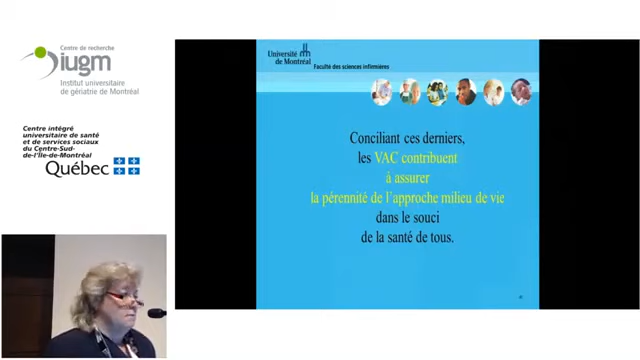 Centre de recherche
iugm
Institut universitaire
de gériatrie de Montréal
Centre intégré
universitaire de santé
et de services sociaux
du Centre-Sud-
de-l'Île-de-Montréal
Québec
Université
de Montréal
Faculté des sciences infirmières
Conciliant ces derniers,
les VAC contribuent
à assurer
la pérennité de l'approche milieu de vie
dans le souci
de la santé de tous.